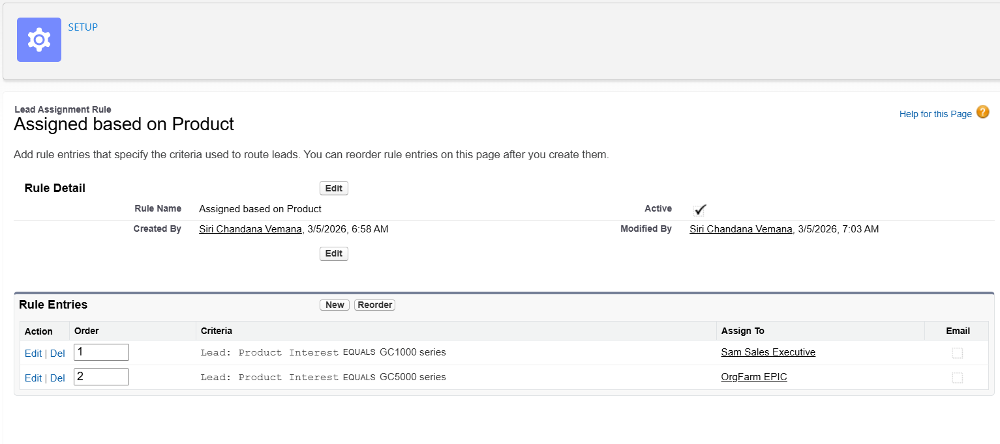 SETUP
Lead Assignment Rule
Assigned based on Product
Help for this Page ?
Add rule entries that specify the criteria used to route leads. You can reorder rule entries on this page after you create them.
Rule Detail Edit
Rule Name Assigned based on Product Active
Created By Siri Chandana Vemana, 3/5/2026, 6:58 AM Modified By Siri Chandana Vemana, 3/5/2026, 7:03 AM
Edit
Rule Entries New Reorder
Action Order Criteria Assign To Email
Edit | Del 1 Lead: Product Interest EQUALS GC1000 series Sam Sales Executive
Edit | Del 2 Lead: Product Interest EQUALS GC5000 series OrgFarm EPIC